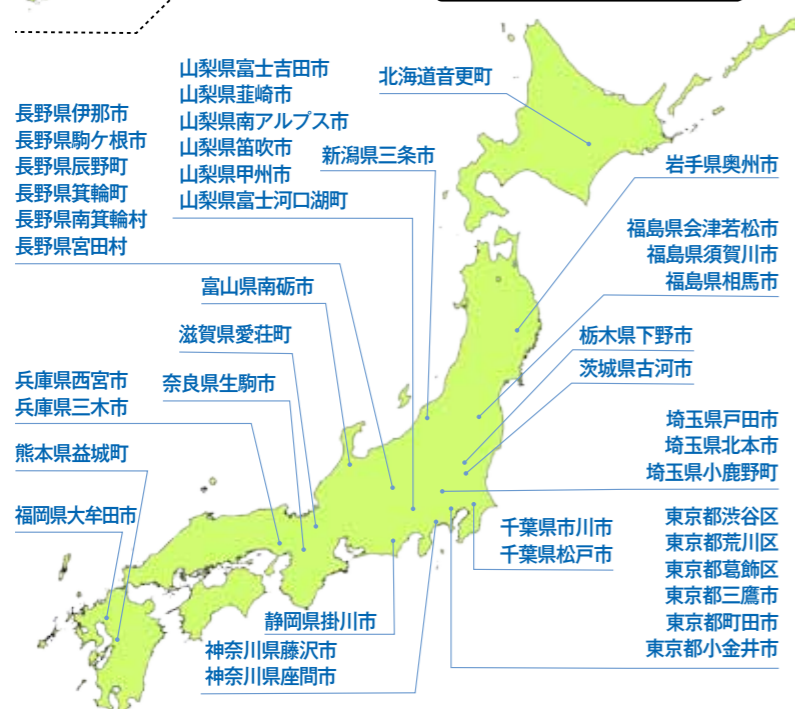 長野県伊那市
長野県駒ケ根市
長野県辰野町
長野県箕輪町
長野県南箕輪村
長野県宮田村
山梨県富士吉田市
山梨県韮崎市
山梨県南アルプス市
山梨県笛吹市
山梨県甲州市
山梨県富士河口湖町
新潟県三条市
北海道音更町
岩手県奥州市
福島県会津若松市
福島県須賀川市
福島県相馬市
富山県南砺市
滋賀県愛荘町
奈良県生駒市
兵庫県西宮市
兵庫県三木市
熊本県益城町
福岡県大牟田市
栃木県下野市
茨城県古河市
埼玉県戸田市
埼玉県北本市
埼玉県小鹿野町
千葉県市川市
千葉県松戸市
東京都渋谷区
東京都荒川区
東京都葛飾区
東京都三鷹市
東京都町田市
東京都小金井市
静岡県掛川市
神奈川県藤沢市
神奈川県座間市